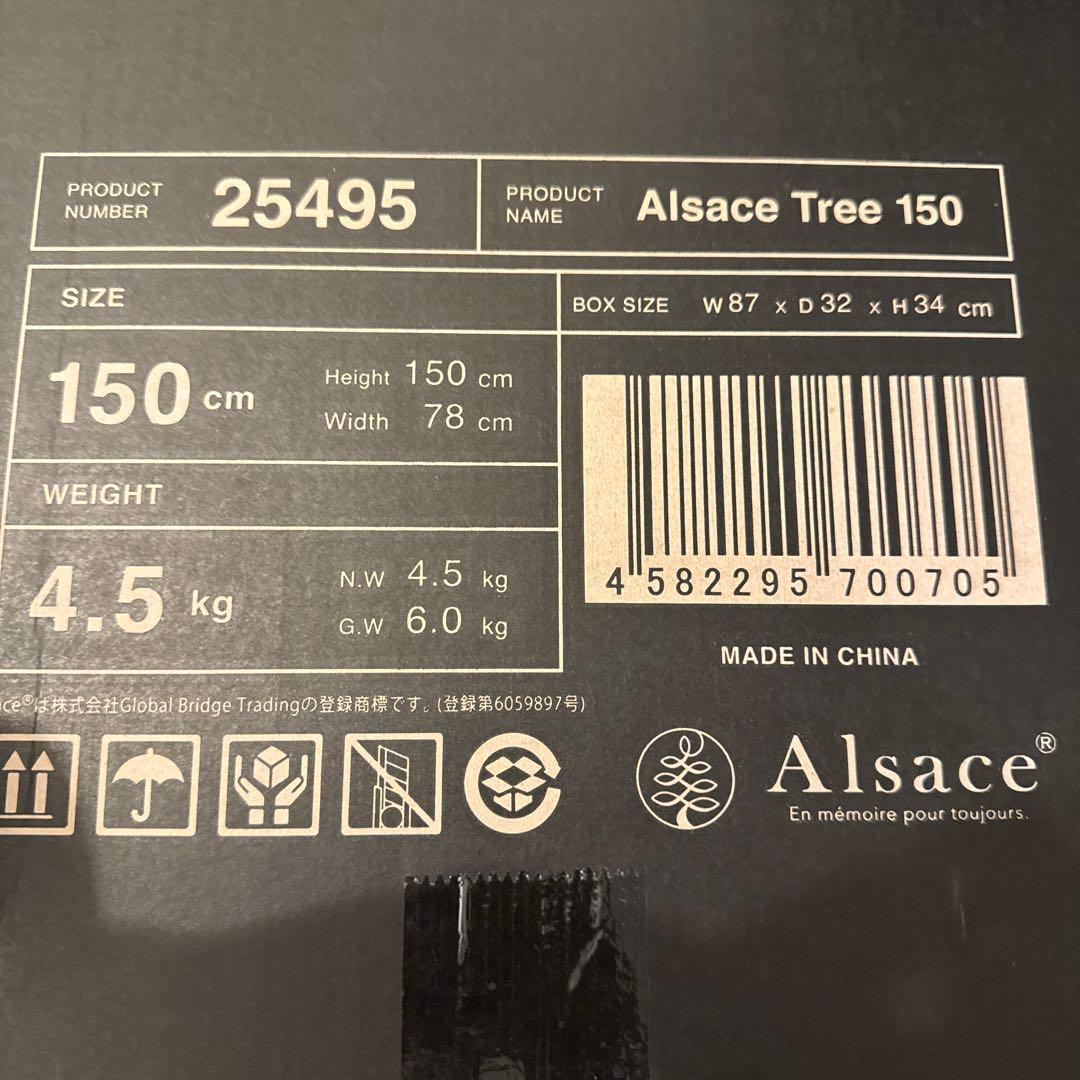 PRODUCT NUMBER 25495
PRODUCT NAME Alsace Tree 150
SIZE
BOX SIZE W 87 x D 32 x H 34 cm
150 cm
Height 150 cm
Width 78 cm
WEIGHT
4.5 kg
N.W 4.5 kg
G.W 6.0 kg
4 582295 700705
MADE IN CHINA
ce®は株式会社Global Bridge Tradingの登録商標です。(登録第6059897号)
Alsace®
En mémoire pour toujours.